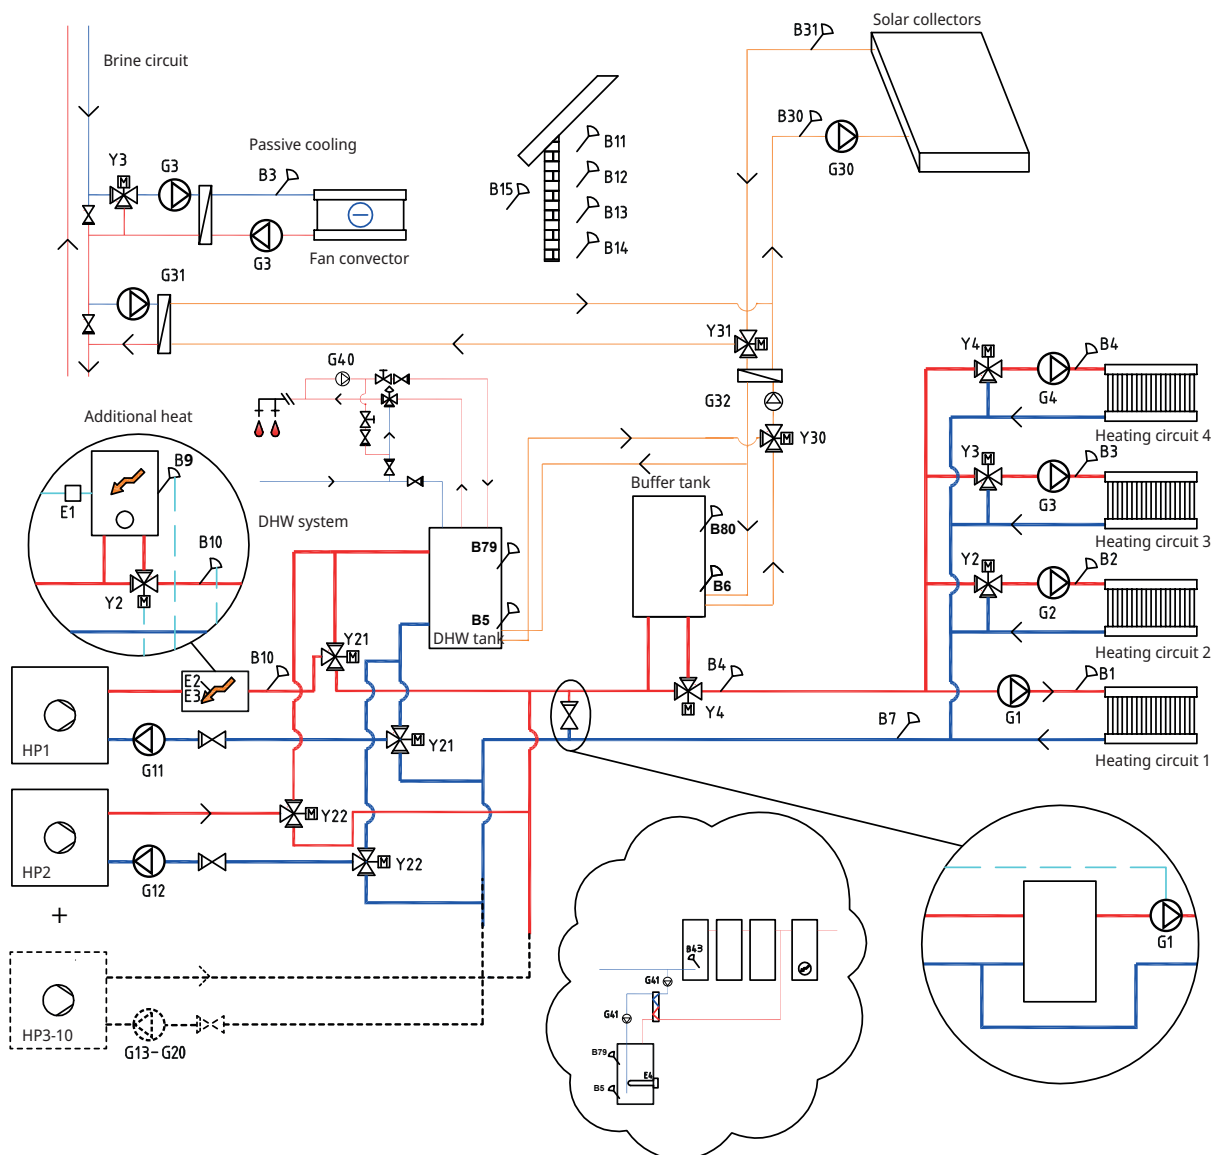 Solar collectors
B31
Brine circuit
B30
G30
Passive cooling
Y3
G3
B3
B11
B12
B15
B13
B14
G3
Fan convector
G31
Y31
M
G40
G32
Y30
M
Y4
M
B4
G4
Heating circuit 4
Y3
M
B3
G3
Heating circuit 3
Y2
M
B2
G2
Heating circuit 2
B1
G1
Heating circuit 1
Additional heat
B9
E1
B10
Y2
M
DHW system
Buffer tank
B80
B6
B79
B5
DHW tank
Y21
M
B10
E2
E3
B4
Y4
M
B7
HP1
G11
Y21
M
HP2
G12
Y22
M
Y22
M
+
HP3-10
G13-G20
B43
G41
G41
B79
E4
B5
G1